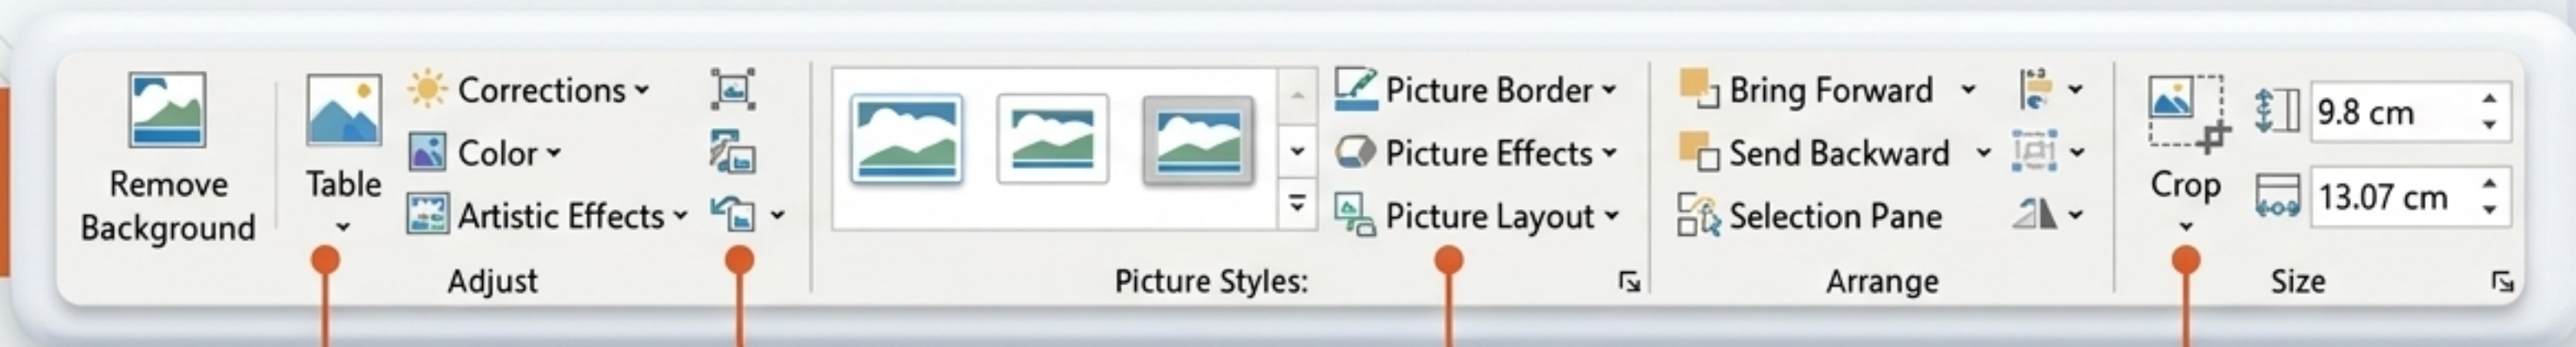 Remove
Background
Table
Corrections
Color
Artistic Effects
Adjust
Picture Border
Picture Effects
Picture Layout
Picture Styles:
Bring Forward
Send Backward
Selection Pane
Arrange
Crop
9.8 cm
13.07 cm
Size